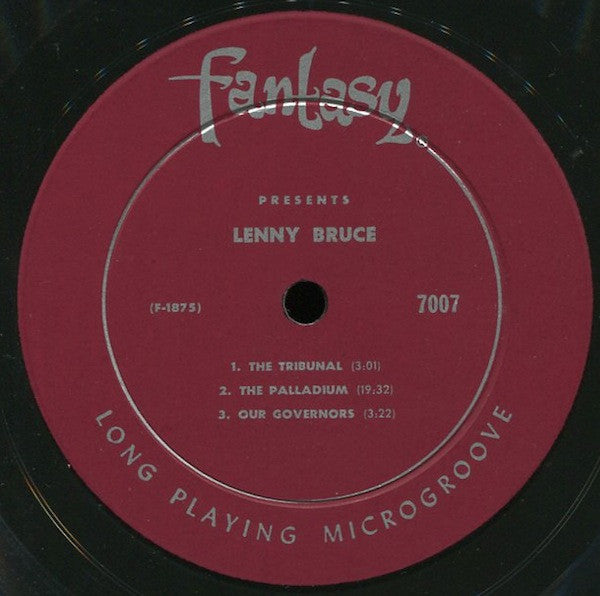 fantasy®
PRESENTS
LENNY BRUCE
(F-1875)
7007
1. THE TRIBUNAL (3:01)
2. THE PALLADIUM (19:32)
3. OUR GOVERNORS (3:22)
LONG PLAYING MICROGROOVE